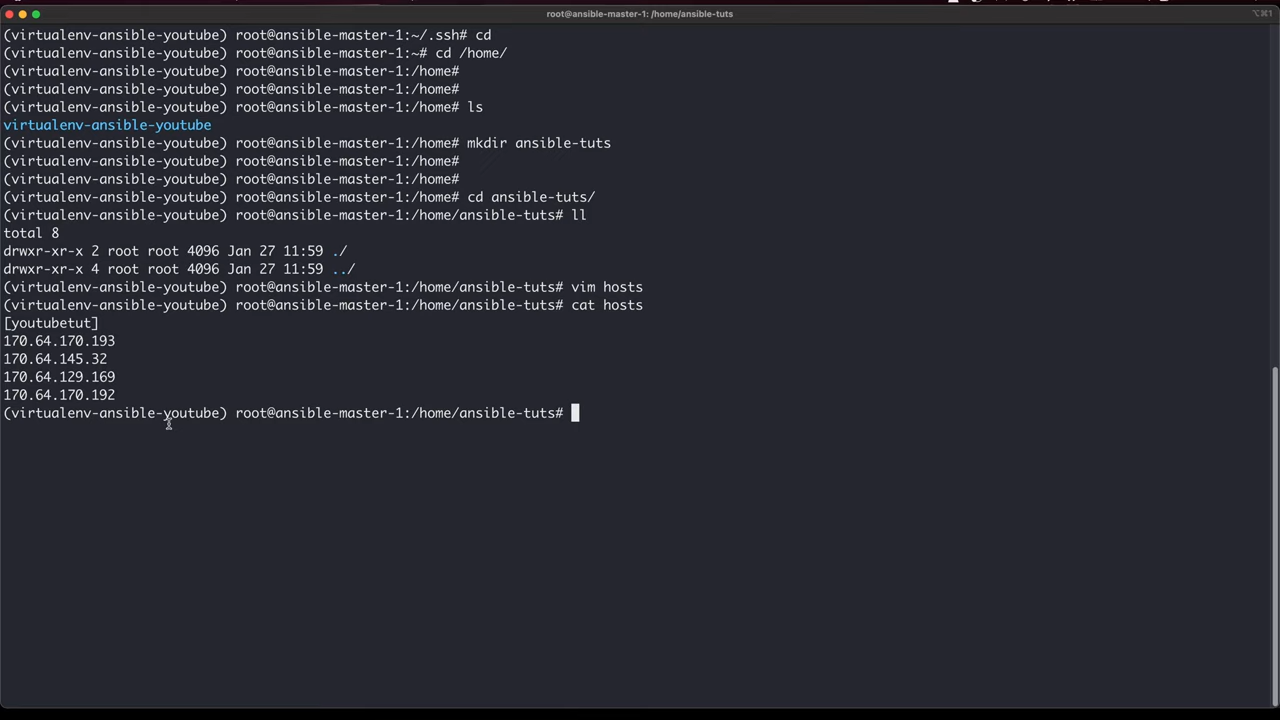 root@ansible-master-1: /home/ansible-tuts
⌥⌘1
(virtualenv-ansible-youtube) root@ansible-master-1:~/.ssh# cd
(virtualenv-ansible-youtube) root@ansible-master-1:~# cd /home/
(virtualenv-ansible-youtube) root@ansible-master-1:/home#
(virtualenv-ansible-youtube) root@ansible-master-1:/home#
(virtualenv-ansible-youtube) root@ansible-master-1:/home# ls
virtualenv-ansible-youtube
(virtualenv-ansible-youtube) root@ansible-master-1:/home# mkdir ansible-tuts
(virtualenv-ansible-youtube) root@ansible-master-1:/home#
(virtualenv-ansible-youtube) root@ansible-master-1:/home#
(virtualenv-ansible-youtube) root@ansible-master-1:/home# cd ansible-tuts/
(virtualenv-ansible-youtube) root@ansible-master-1:/home/ansible-tuts# ll
total 8
drwxr-xr-x 2 root root 4096 Jan 27 11:59 ./
drwxr-xr-x 4 root root 4096 Jan 27 11:59 ../
(virtualenv-ansible-youtube) root@ansible-master-1:/home/ansible-tuts# vim hosts
(virtualenv-ansible-youtube) root@ansible-master-1:/home/ansible-tuts# cat hosts
[youtubetut]
170.64.170.193
170.64.145.32
170.64.129.169
170.64.170.192
(virtualenv-ansible-youtube) root@ansible-master-1:/home/ansible-tuts#